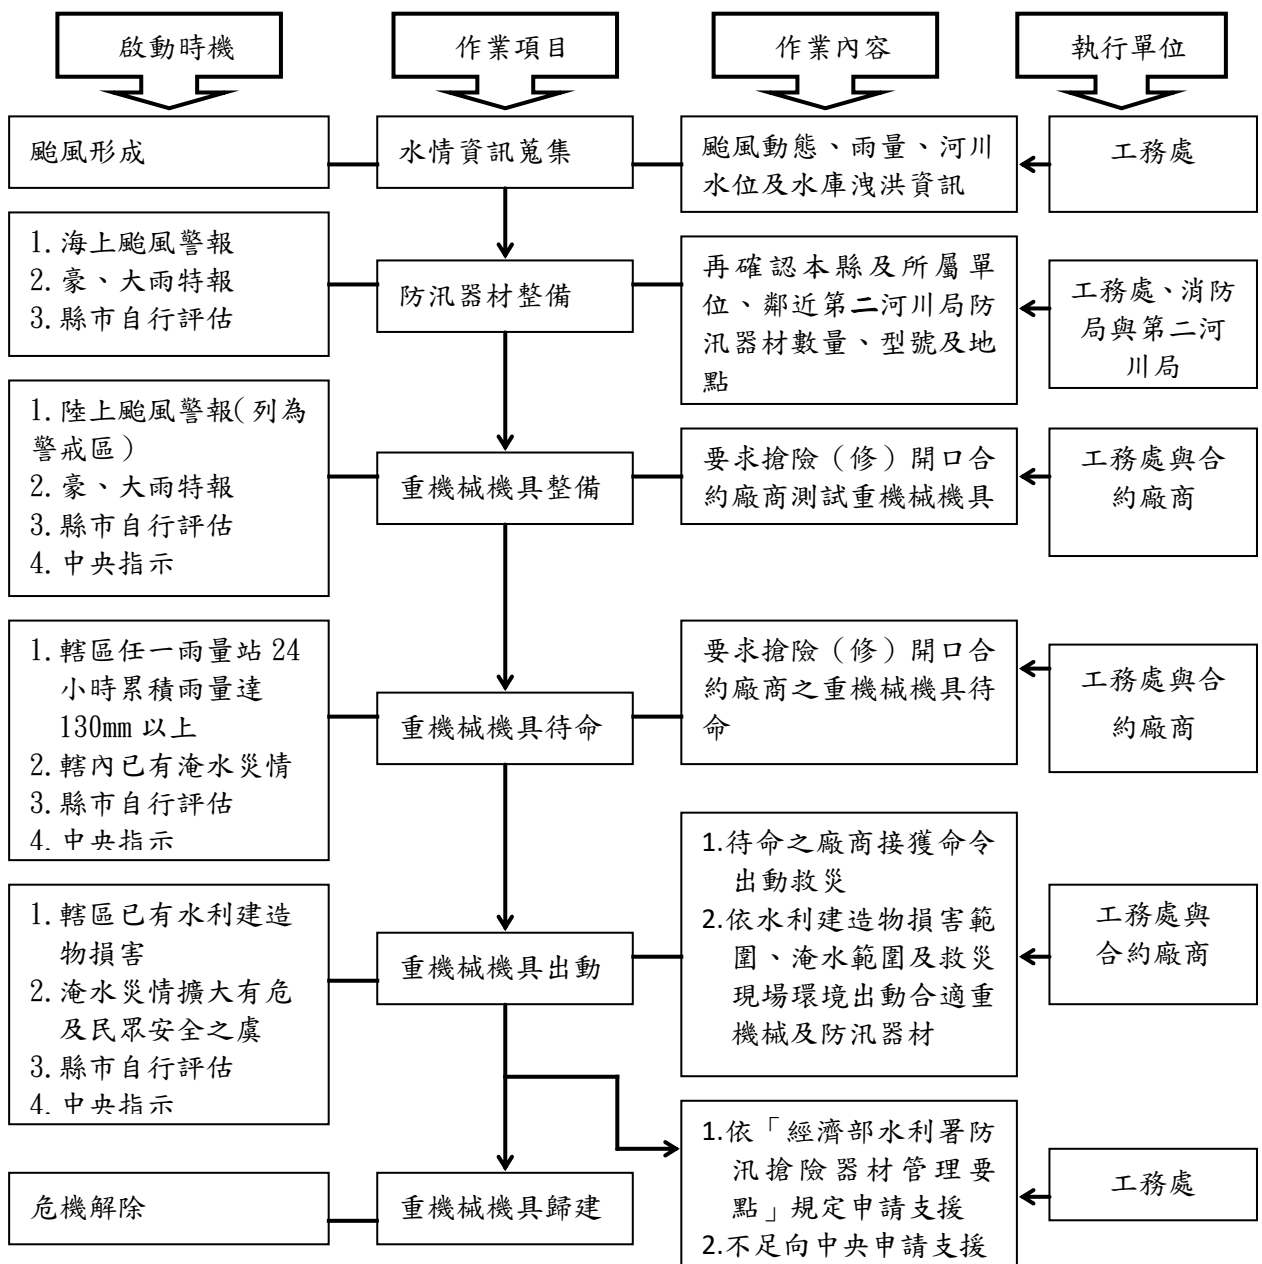 啟動時機
作業項目
作業內容
執行單位
颱風形成
水情資訊蒐集
颱風動態、雨量、河川
水位及水庫洩洪資訊
工務處
1.海上颱風警報
2.豪、大雨特報
3.縣市自行評估
防汛器材整備
再確認本縣及所屬單
位、鄰近第二河川局防
汛器材數量、型號及地
點
工務處、消防
局與第二河
川局
1.陸上颱風警報(列為
警戒區)
2.豪、大雨特報
3.縣市自行評估
4.中央指示
重機械機具整備
要求搶險（修）開口合
約廠商測試重機械機具
工務處與合
約廠商
1.轄區任一雨量站 24
小時累積雨量達
130mm 以上
2.轄內已有淹水災情
3.縣市自行評估
4.中央指示
重機械機具待命
要求搶險（修）開口合
約廠商之重機械機具待
命
工務處與合
約廠商
1.轄區已有水利建造
物損害
2.淹水災情擴大有危
及民眾安全之虞
3.縣市自行評估
4.中央指示
重機械機具出動
1.待命之廠商接獲命令
出動救災
2.依水利建造物損害範
圍、淹水範圍及救災
現場環境出動合適重
機械及防汛器材
工務處與
合約廠商
危機解除
重機械機具歸建
1.依「經濟部水利署防
汛搶險器材管理要
點」規定申請支援
2.不足向中央申請支援
工務處